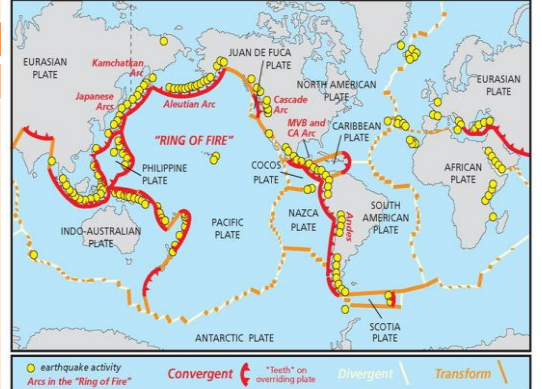 EURASIAN
PLATE
Kamchatkan
Arc
JUAN DE FUCA
PLATE
NORTH AMERICAN
PLATE
EURASIAN
PLATE
Japanese
Arcs
Aleutian Arc
Cascade
Arc
"RING OF FIRE"
MVB and
CA Arc
CARIBBEAN
PLATE
PHILIPPINE
PLATE
COCOS
PLATE
AFRICAN
PLATE
INDO-AUSTRALIAN
PLATE
PACIFIC
PLATE
NAZCA
PLATE
Andes
SOUTH
AMERICAN
PLATE
ANTARCTIC PLATE
SCOTIA
PLATE
earthquake activity
Arcs in the "Ring of Fire"
Convergent
"Teeth" on
overriding plate
Divergent
Transform